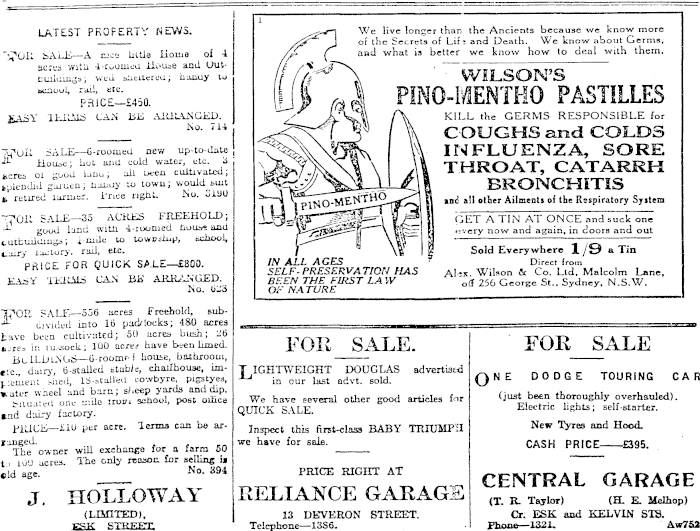 LATEST PROPERTY NEWS.
FOR SALE—A nice little Home of 4
acres with 4-roomed House and Out-
buildings; well sheltered; handy to
school, rail, etc.
PRICE—£450.
EASY TERMS CAN BE ARRANGED.
No. 714
FOR SALE—6-roomed new up-to-date
House; hot and cold water, etc. 3
acres of good land; all been cultivated;
splendid garden; handy to town; would suit
a retired farmer. Price right. No. 3190
FOR SALE—35 ACRES FREEHOLD;
good land with 4-roomed house and
outbuildings; ¼-mile to township, school,
dairy factory, rail, etc.
PRICE FOR QUICK SALE—£800.
EASY TERMS CAN BE ARRANGED.
No. 623
FOR SALE—556 acres Freehold, sub-
divided into 16 paddocks; 480 acres
have been cultivated; 50 acres bush; 26
acres in tussock; 100 acres have been limed.
BUILDINGS—6-roomed house, bathroom,
etc., dairy, 6-stalled stable, chaffhouse, im-
plement shed, 18-stalled cowbyre, pigstyes,
water wheel and barn; sheep yards and dip.
Situated one mile from school, post office
and dairy factory.
PRICE—£10 per acre. Terms can be ar-
ranged.
The owner will exchange for a farm 50
to 100 acres. The only reason for selling is
old age. No. 394
J. HOLLOWAY
(LIMITED),
ESK STREET.
1
We live longer than the Ancients because we know more
of the Secrets of Life and Death. We know about Germs,
and what is better we know how to deal with them.
WILSON'S
PINO-MENTHO PASTILLES
KILL the GERMS RESPONSIBLE for
COUGHS and COLDS
INFLUENZA, SORE
THROAT, CATARRH
BRONCHITIS
and all other Ailments of the Respiratory System
GET A TIN AT ONCE and suck one
every now and again, in doors and out
Sold Everywhere 1/9 a Tin
Direct from
Alex. Wilson & Co. Ltd., Malcolm Lane,
off 256 George St., Sydney, N.S.W.
PINO-MENTHO
IN ALL AGES
SELF-PRESERVATION HAS
BEEN THE FIRST LAW
OF NATURE
FOR SALE.
LIGHTWEIGHT DOUGLAS advertised
in our last advt. sold.
We have several other good articles for
QUICK SALE.
Inspect this first-class BABY TRIUMPH
we have for sale.
PRICE RIGHT AT
RELIANCE GARAGE
13 DEVERON STREET.
Telephone—1386.
FOR SALE
ONE DODGE TOURING CAR
(just been thoroughly overhauled).
Electric lights; self-starter.
New Tyres and Hood.
CASH PRICE—£395.
CENTRAL GARAGE
(T. R. Taylor) (H. E. Melhop)
Cr. ESK and KELVIN STS.
Phone—1321. Aw782